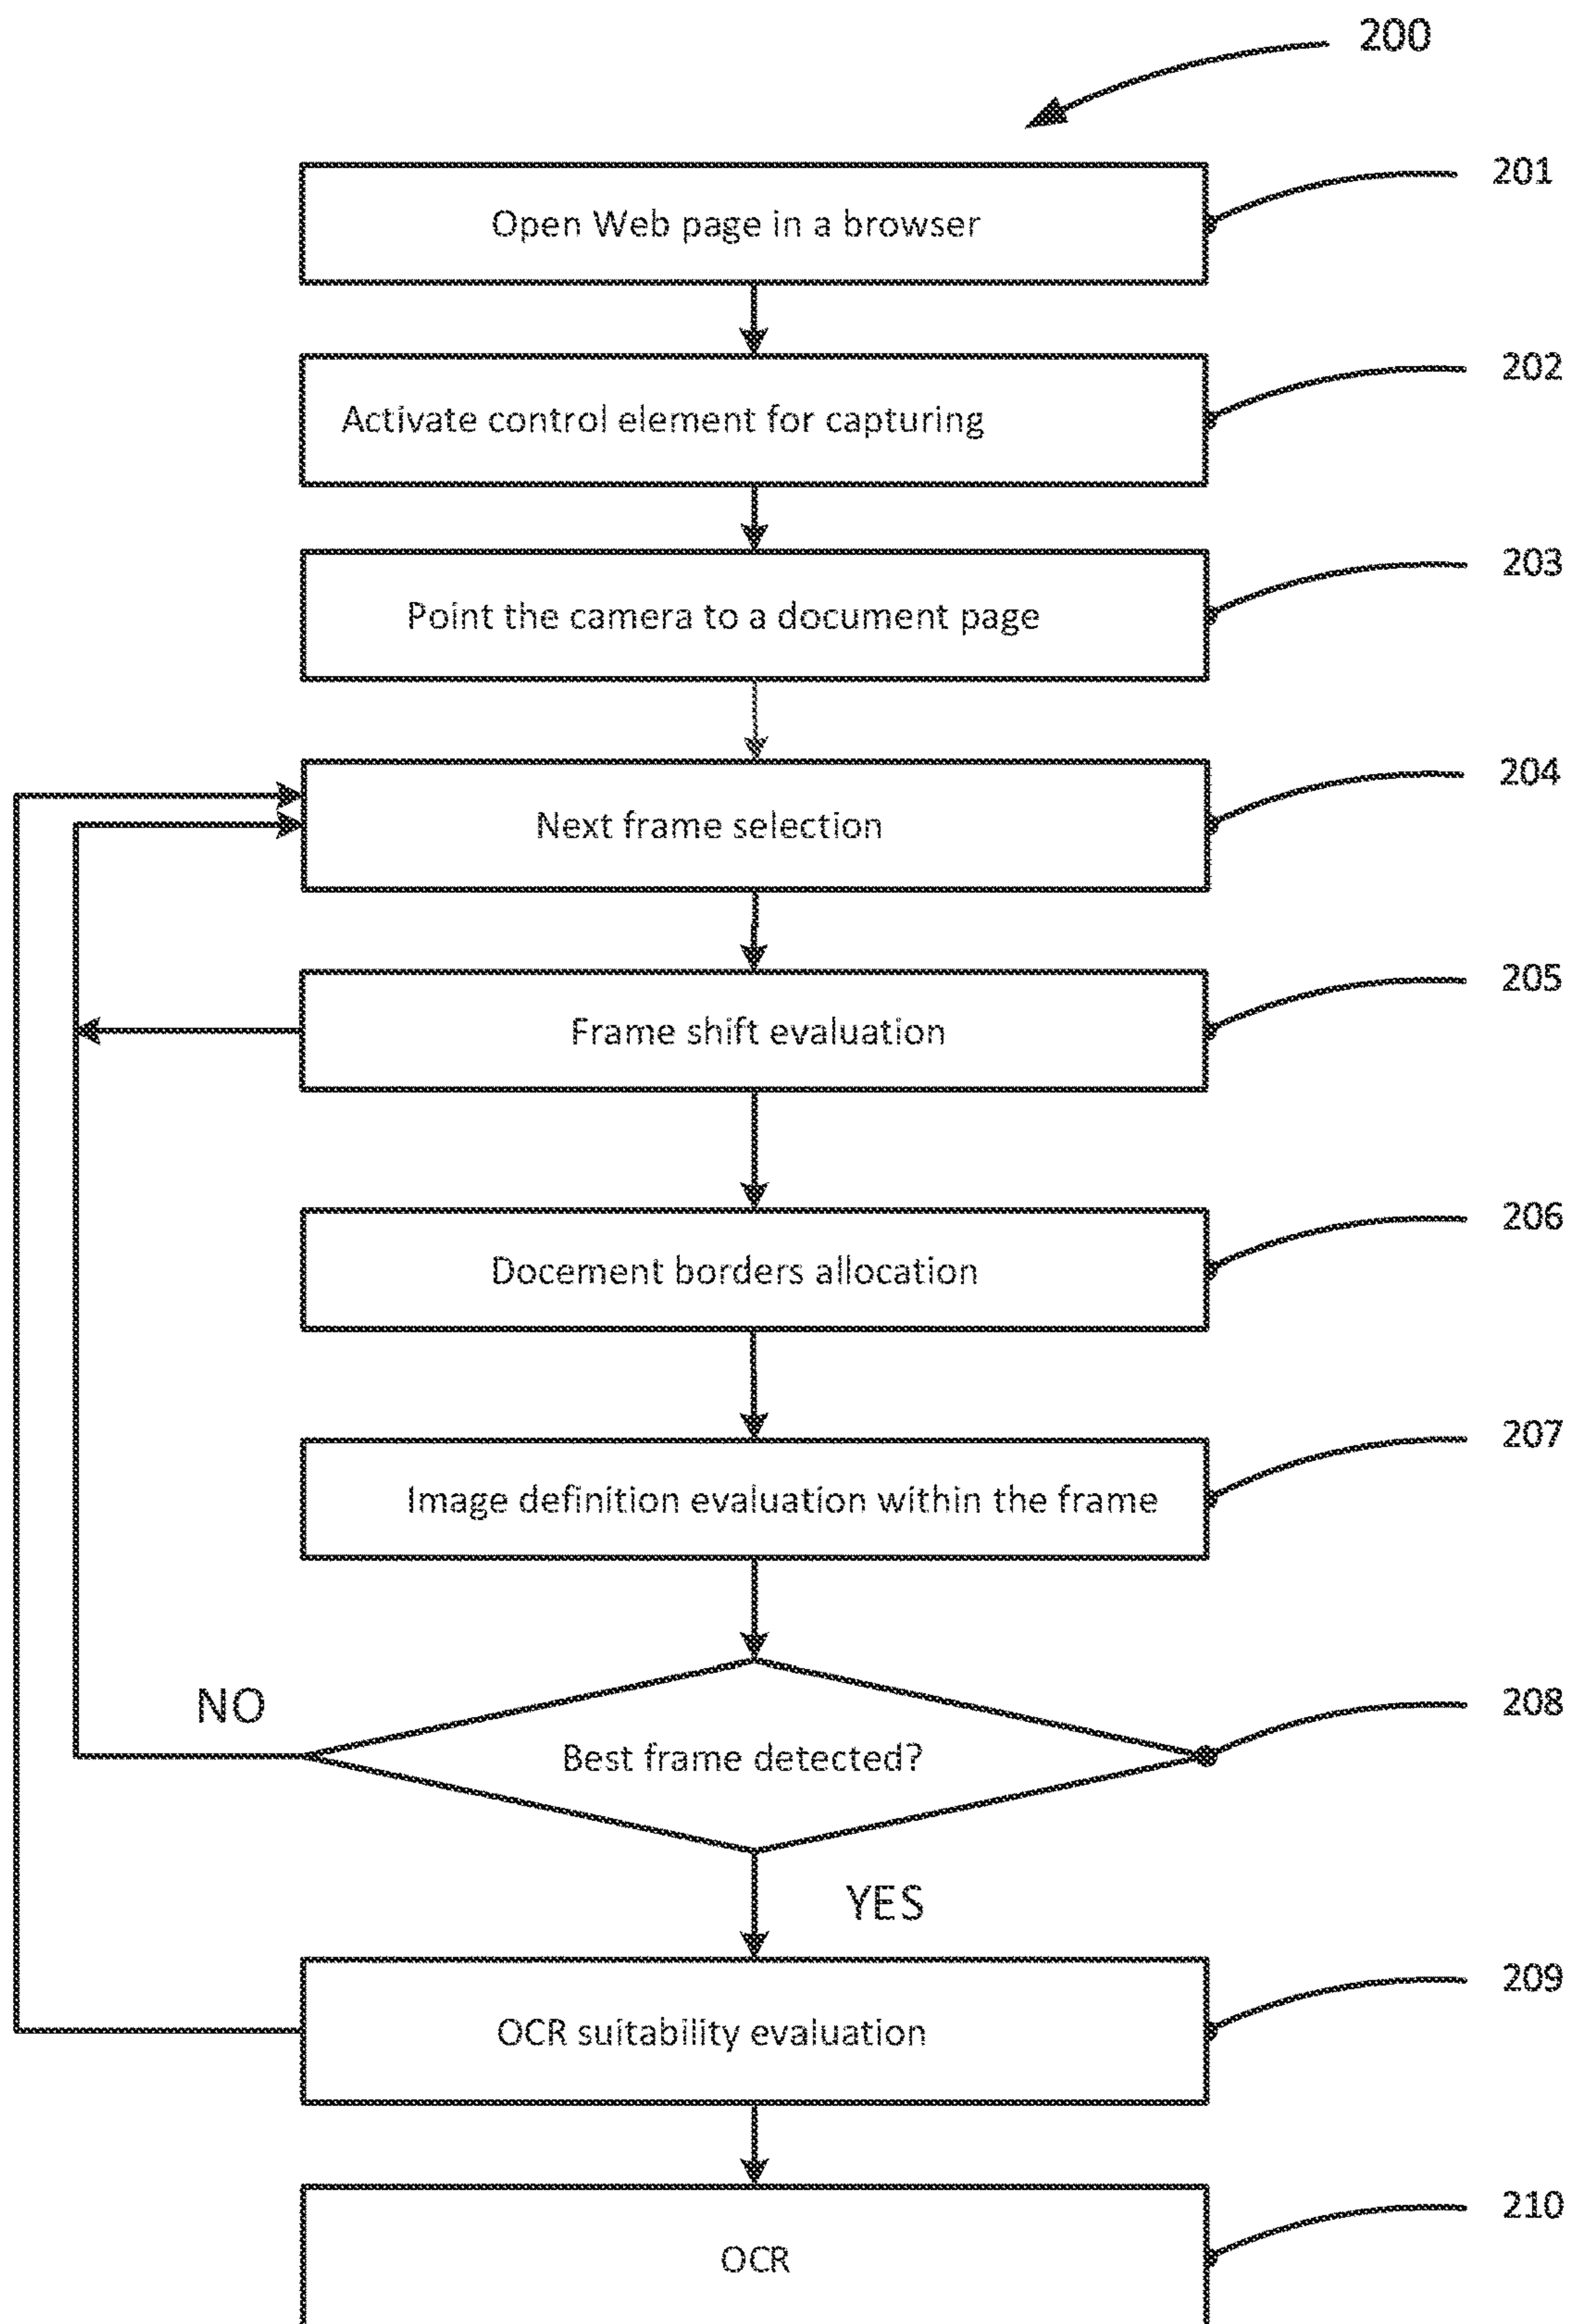 200
201
Open Web page in a browser
202
Activate control element for capturing
203
Point the camera to a document page
204
Next frame selection
205
Frame shift evaluation
206
Docement borders allocation
207
Image definition evaluation within the frame
NO
208
Best frame detected?
YES
209
OCR suitability evaluation
210
OCR